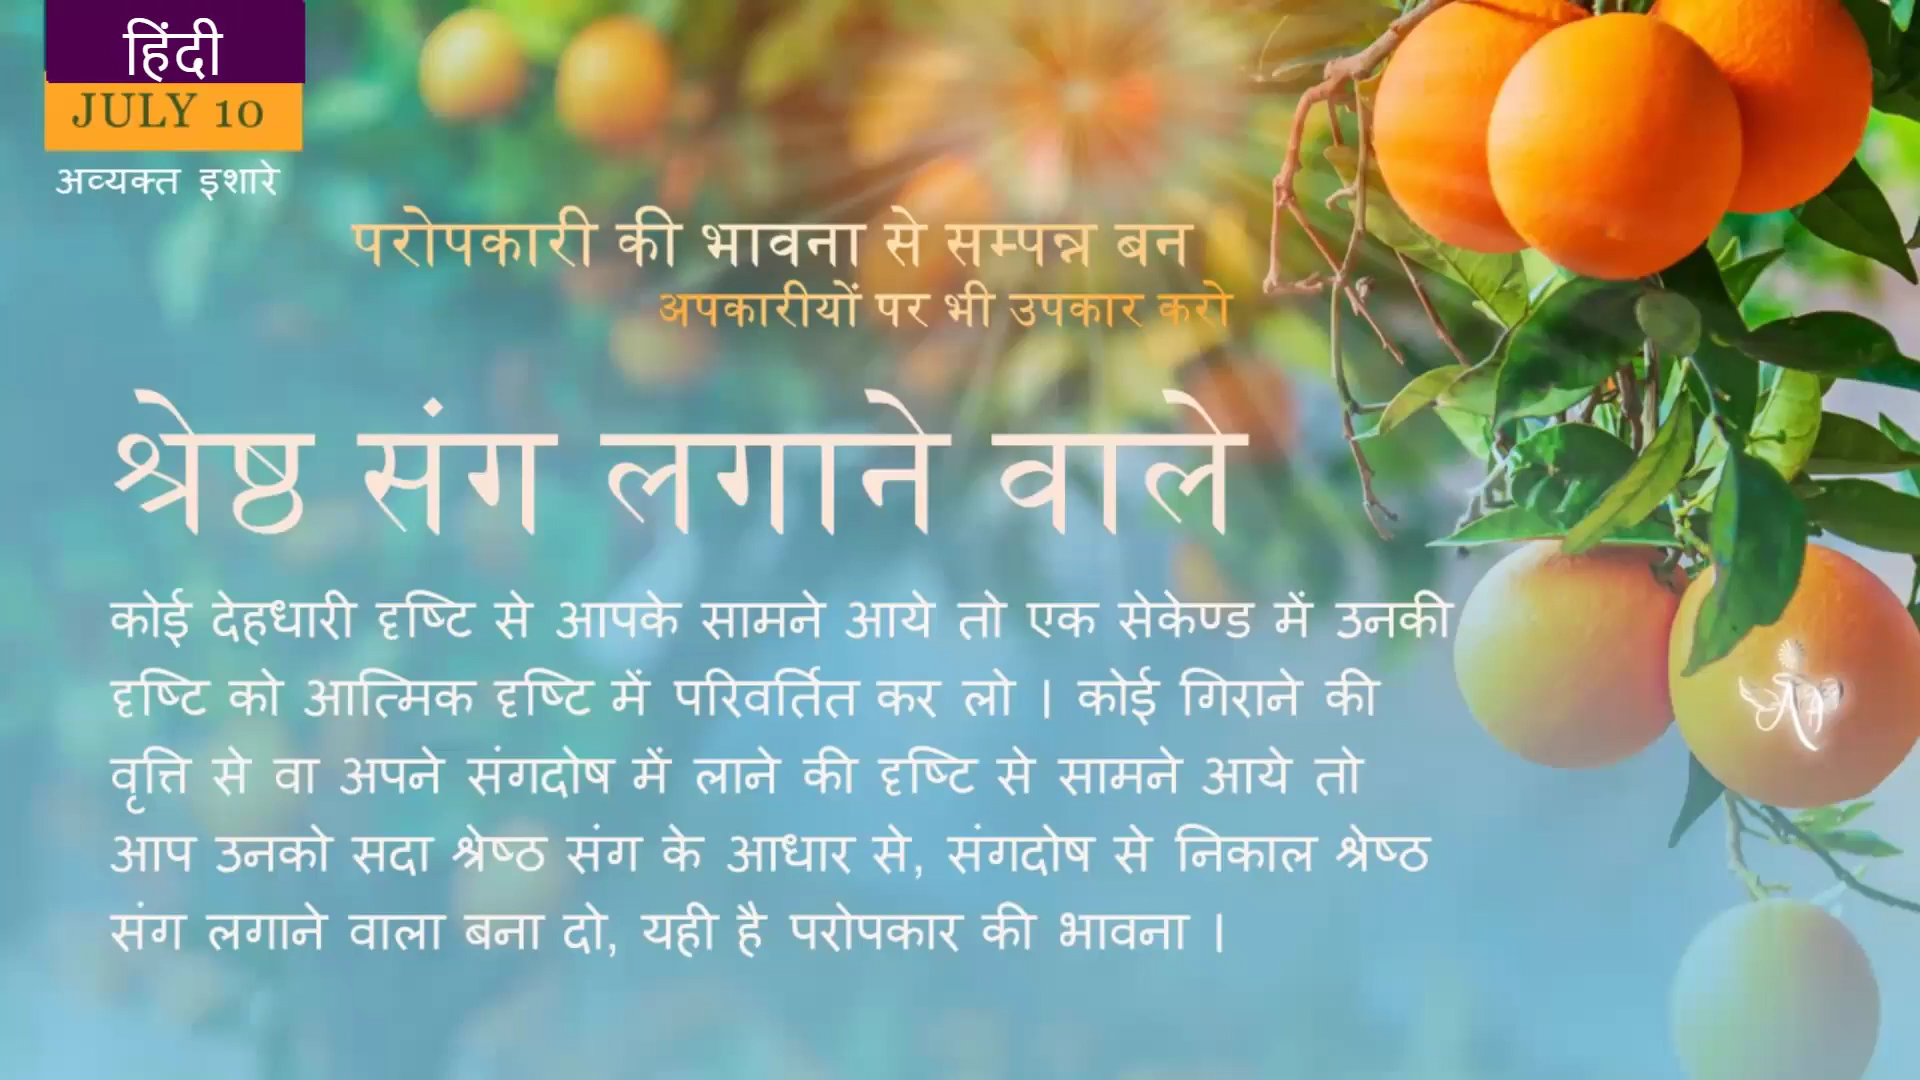 हिंदी
JULY 10
अव्यक्त इशारे
परोपकारी की भावना से सम्पन्न बन
अपकारीयों पर भी उपकार करो
श्रेष्ठ संग लगाने वाले
कोई देहधारी दृष्टि से आपके सामने आये तो एक सेकेण्ड में उनकी
दृष्टि को आत्मिक दृष्टि में परिवर्तित कर लो । कोई गिराने की
वृत्ति से वा अपने संगदोष में लाने की दृष्टि से सामने आये तो
आप उनको सदा श्रेष्ठ संग के आधार से, संगदोष से निकाल श्रेष्ठ
संग लगाने वाला बना दो, यही है परोपकार की भावना ।